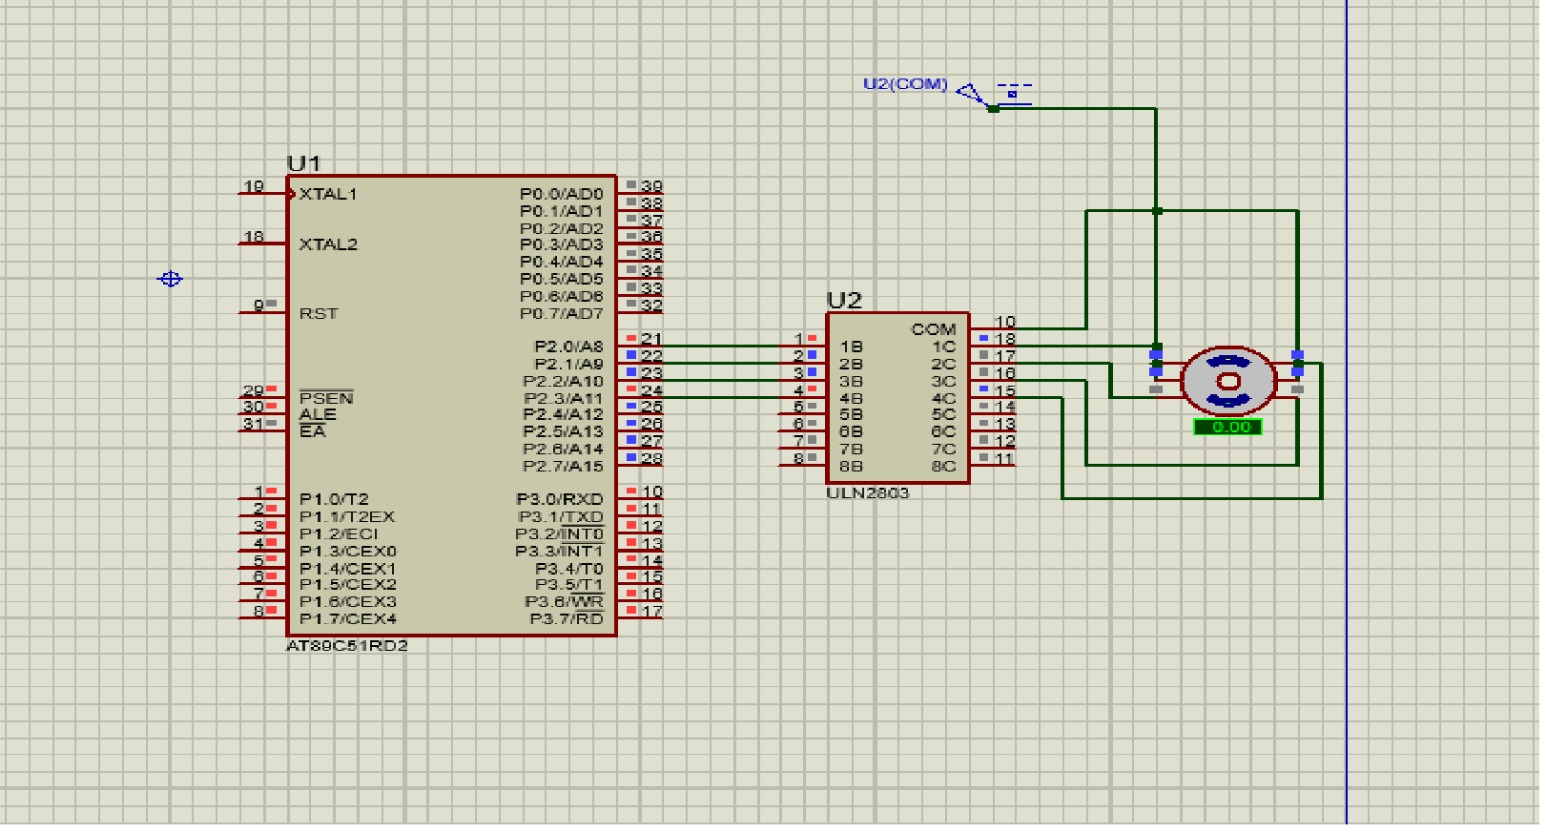 U2(COM)
U1
19 XTAL1 P0.0/AD0 39
P0.1/AD1 38
P0.2/AD2 37
18 XTAL2 P0.3/AD3 36
P0.4/AD4 35
P0.5/AD5 34
P0.6/AD6 33
9 RST P0.7/AD7 32
P2.0/A8 21
P2.1/A9 22
P2.2/A10 23
29 PSEN P2.3/A11 24
30 ALE P2.4/A12 25
31 EA P2.5/A13 26
P2.6/A14 27
P2.7/A15 28
1 P1.0/T2 P3.0/RXD 10
2 P1.1/T2EX P3.1/TXD 11
3 P1.2/ECI P3.2/INT0 12
4 P1.3/CEX0 P3.3/INT1 13
5 P1.4/CEX1 P3.4/T0 14
6 P1.5/CEX2 P3.5/T1 15
7 P1.6/CEX3 P3.6/WR 16
8 P1.7/CEX4 P3.7/RD 17
AT89C51RD2
U2
COM 10
1 1B 1C 18
2 2B 2C 17
3 3B 3C 16
4 4B 4C 15
5 5B 5C 14
6 6B 6C 13
7 7B 7C 12
8 8B 8C 11
ULN2803
0.00